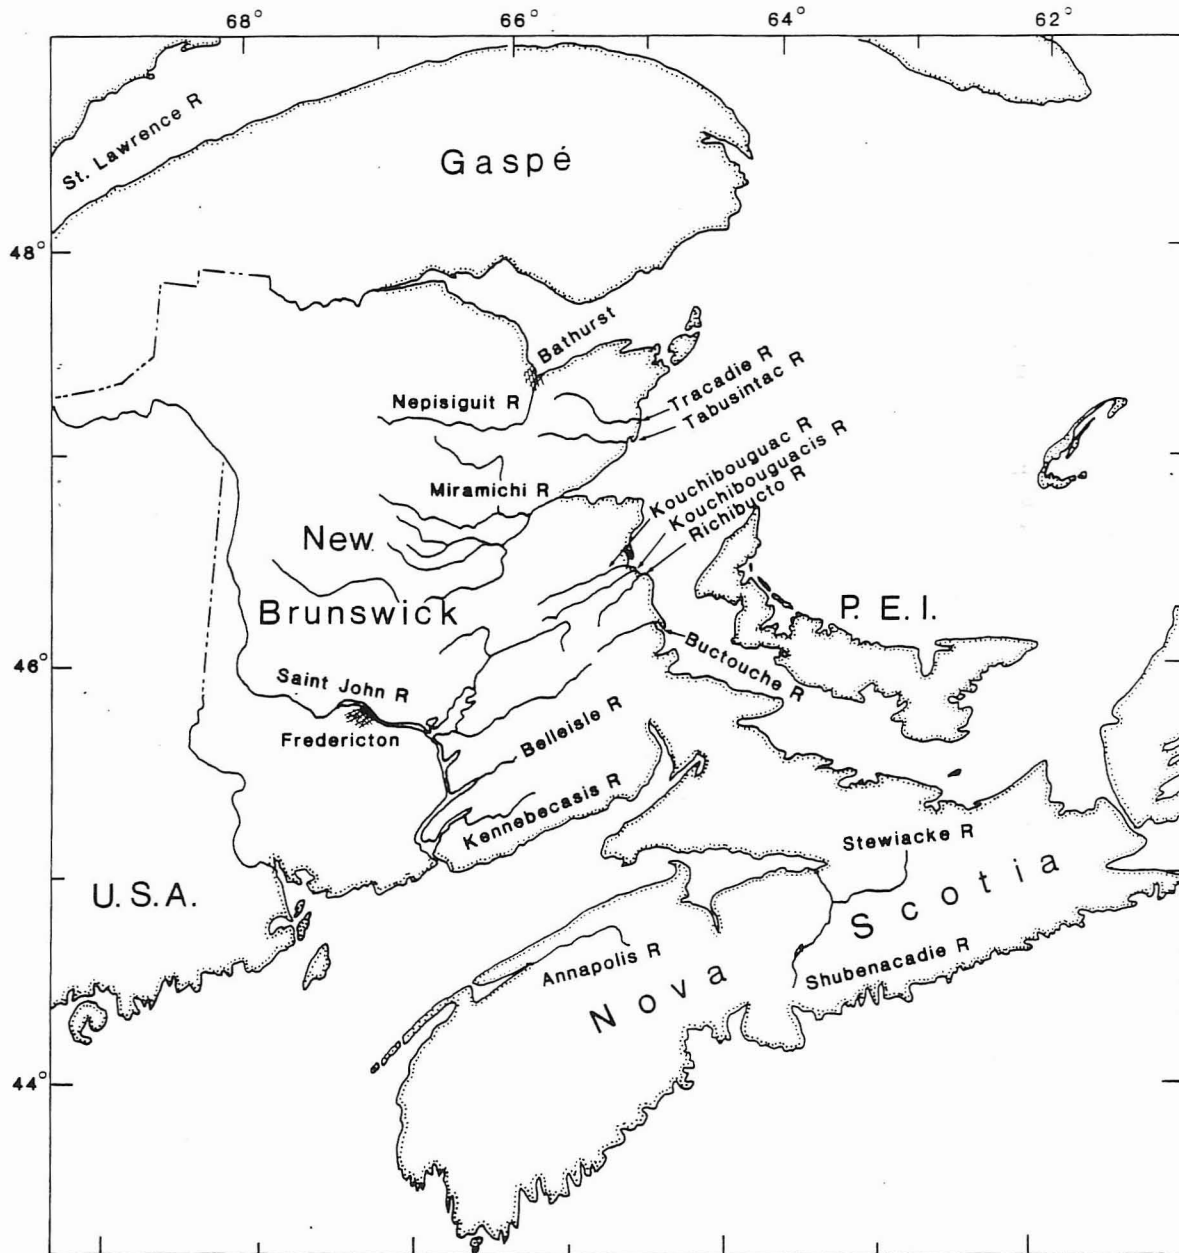 68°
66°
64°
62°
St. Lawrence R
Gaspé
48°
Bathurst
Nepisiguit R
Tracadie R
Tabusintac R
Kouchibouguac R
Kouchibouguacis R
Richibucto R
Miramichi R
New
Brunswick
P. E. I.
46°
Buctouche R
Saint John R
Fredericton
Belleisle R
Kennebecasis R
Stewiacke R
U. S. A.
Nova Scotia
Annapolis R
Shubenacadie R
44°